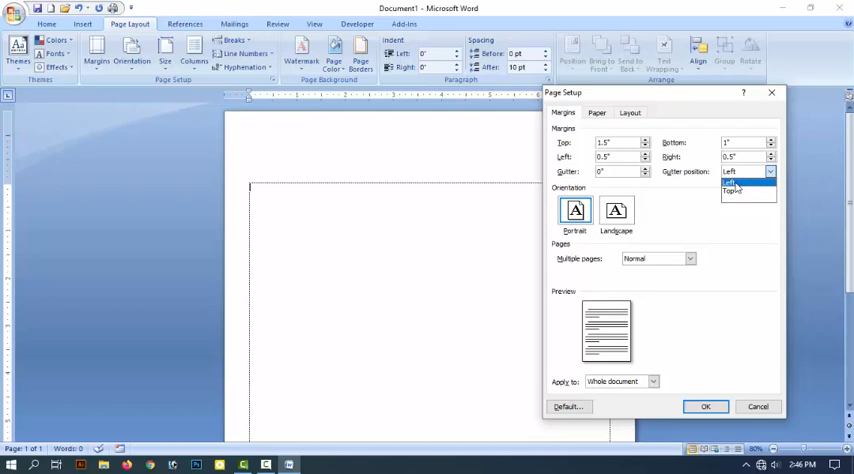 Document1 - Microsoft Word
Home Insert Page Layout References Mailings Review View Developer Add-Ins
Themes Colors Fonts Effects
Margins Orientation Size Columns Breaks Line Numbers Hyphenation
Watermark Page Color Page Borders
Indent Spacing
Left: 0" Before: 0 pt
Right: 0" After: 10 pt
Position Bring to Front Send to Back Text Wrapping Align Group Rotate
Themes Page Setup Page Background Paragraph Arrange
Page Setup
Margins Paper Layout
Margins
Top: 1.5" Bottom: 1"
Left: 0.5" Right: 0.5"
Gutter: 0" Gutter position: Left
Left
Top
Orientation
Portrait Landscape
Pages
Multiple pages: Normal
Preview
Apply to: Whole document
Default... OK Cancel
Page: 1 of 1 Words: 0 80%
2:46 PM